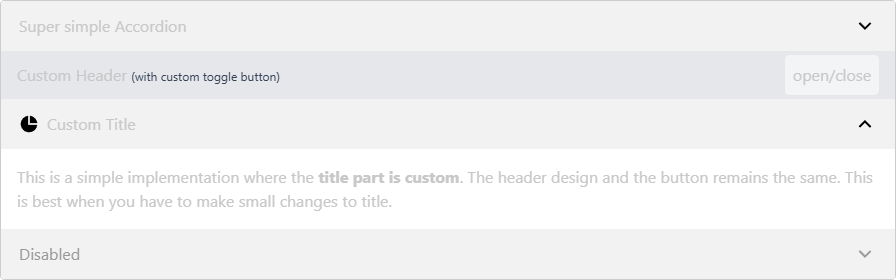 Super simple Accordion
Custom Header (with custom toggle button) open/close
Custom Title
This is a simple implementation where the title part is custom. The header design and the button remains the same. This
is best when you have to make small changes to title.
Disabled